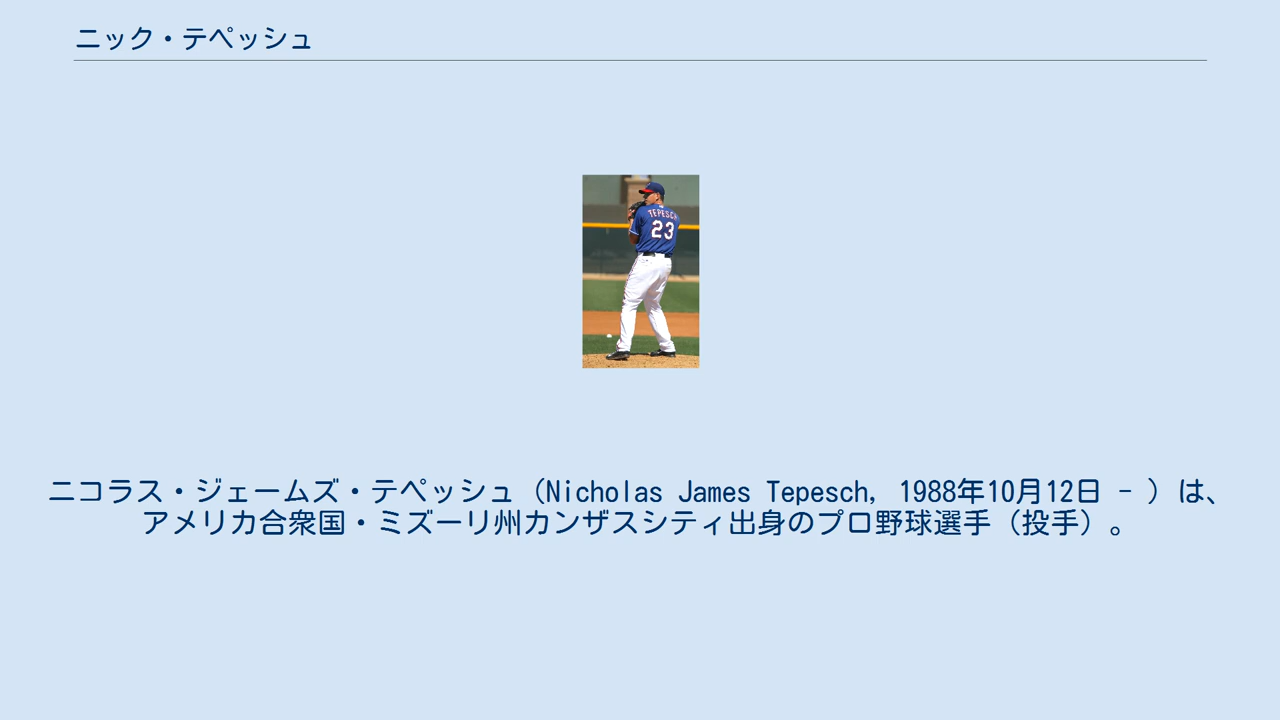 ニック・テペッシュ
TEPESCH
23
ニコラス・ジェームズ・テペッシュ（Nicholas James Tepesch, 1988年10月12日 - ）は、
アメリカ合衆国・ミズーリ州カンザスシティ出身のプロ野球選手（投手）。